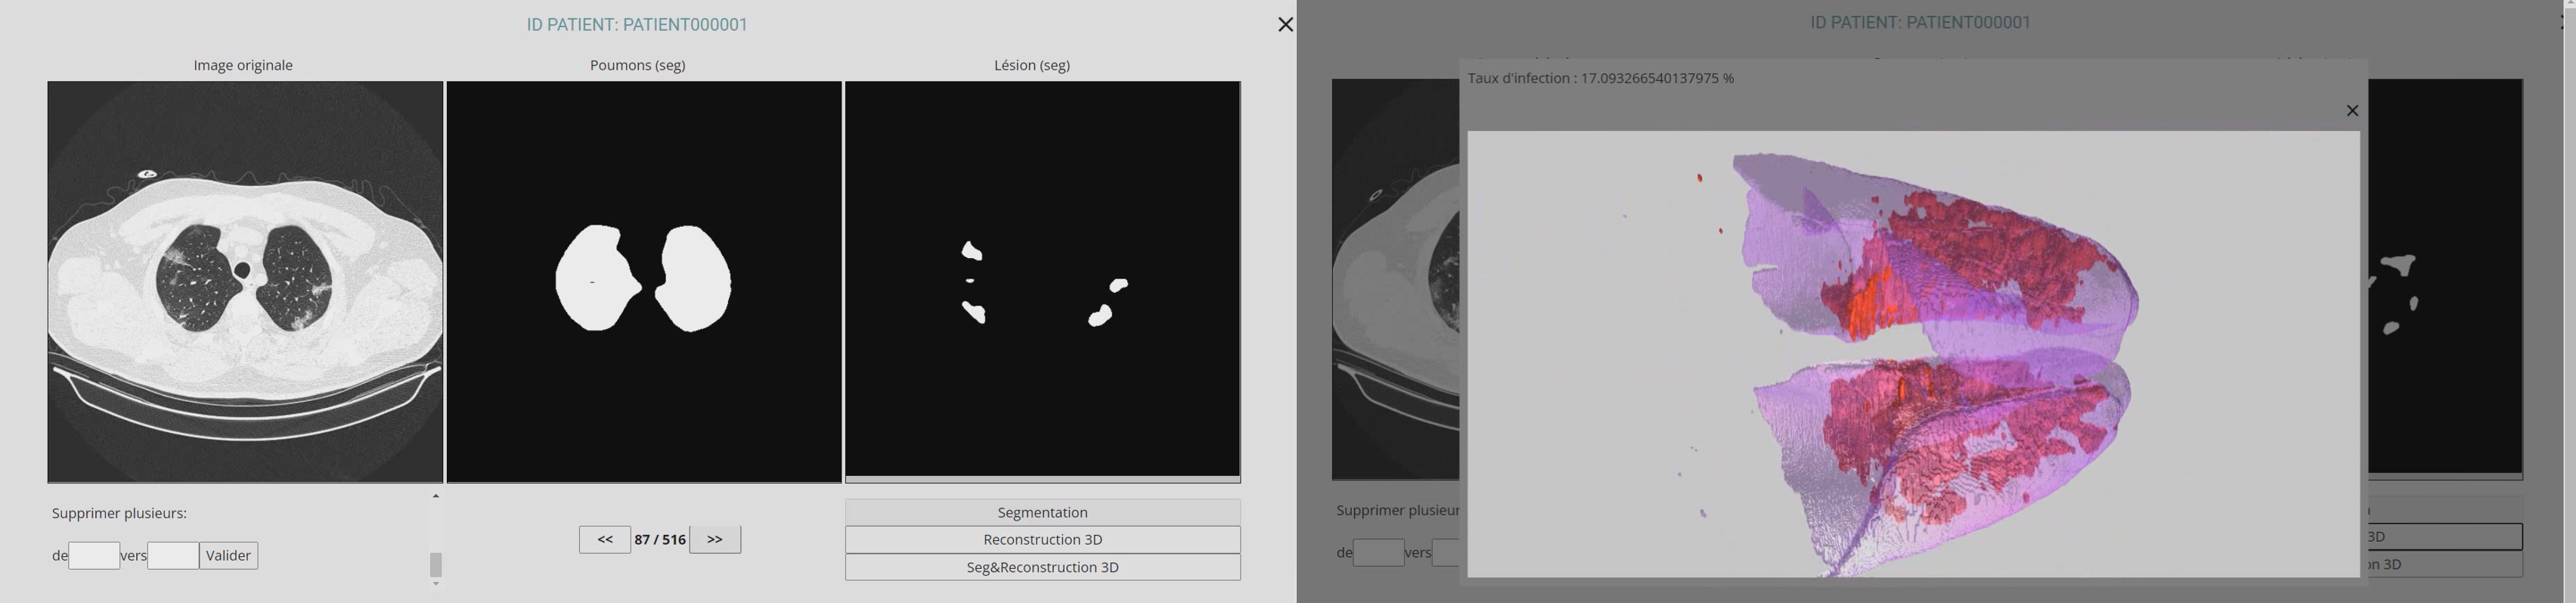 ID PATIENT: PATIENT000001
Image originale
Poumons (seg)
Lésion (seg)
Supprimer plusieurs:
de
vers
Valider
<<
87 / 516
>>
Segmentation
Reconstruction 3D
Seg&Reconstruction 3D
ID PATIENT: PATIENT000001
Taux d'infection : 17.093266540137975 %
Supprimer plusieur
de
vers
3D
on 3D